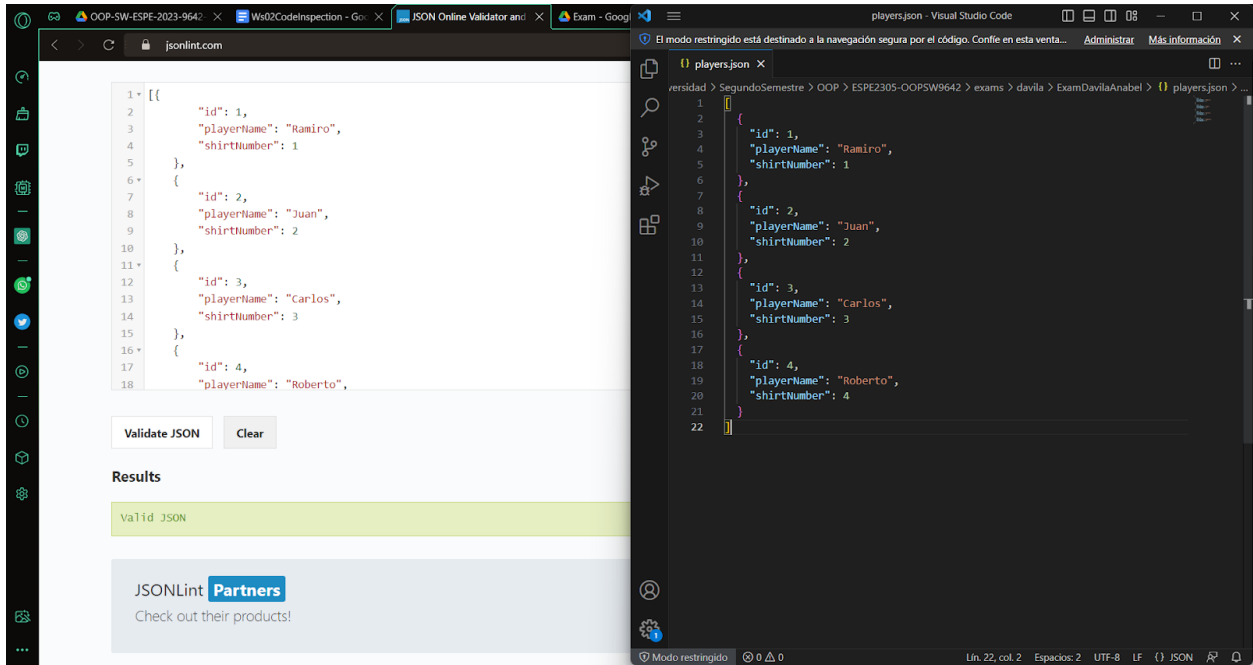 OOP-SW-ESPE-2023-9642-
Ws02CodeInspection - Goo
JSON Online Validator and
Exam - Googl
jsonlint.com
1 [{
2 "id": 1,
3 "playerName": "Ramiro",
4 "shirtNumber": 1
5 },
6 {
7 "id": 2,
8 "playerName": "Juan",
9 "shirtNumber": 2
10 },
11 {
12 "id": 3,
13 "playerName": "Carlos",
14 "shirtNumber": 3
15 },
16 {
17 "id": 4,
18 "playerName": "Roberto",
Validate JSON
Clear
Results
Valid JSON
JSONLint Partners
Check out their products!
players.json - Visual Studio Code
El modo restringido está destinado a la navegación segura por el código. Confíe en esta venta... Administrar Más información
{} players.json
versidad > SegundoSemestre > OOP > ESPE2305-OOPSW9642 > exams > davila > ExamDavilaAnabel > {} players.json > ...
1 [
2 {
3 "id": 1,
4 "playerName": "Ramiro",
5 "shirtNumber": 1
6 },
7 {
8 "id": 2,
9 "playerName": "Juan",
10 "shirtNumber": 2
11 },
12 {
13 "id": 3,
14 "playerName": "Carlos",
15 "shirtNumber": 3
16 },
17 {
18 "id": 4,
19 "playerName": "Roberto",
20 "shirtNumber": 4
21 }
22 ]
1
Modo restringido 0 0 Lín. 22, col. 2 Espacios: 2 UTF-8 LF {} JSON